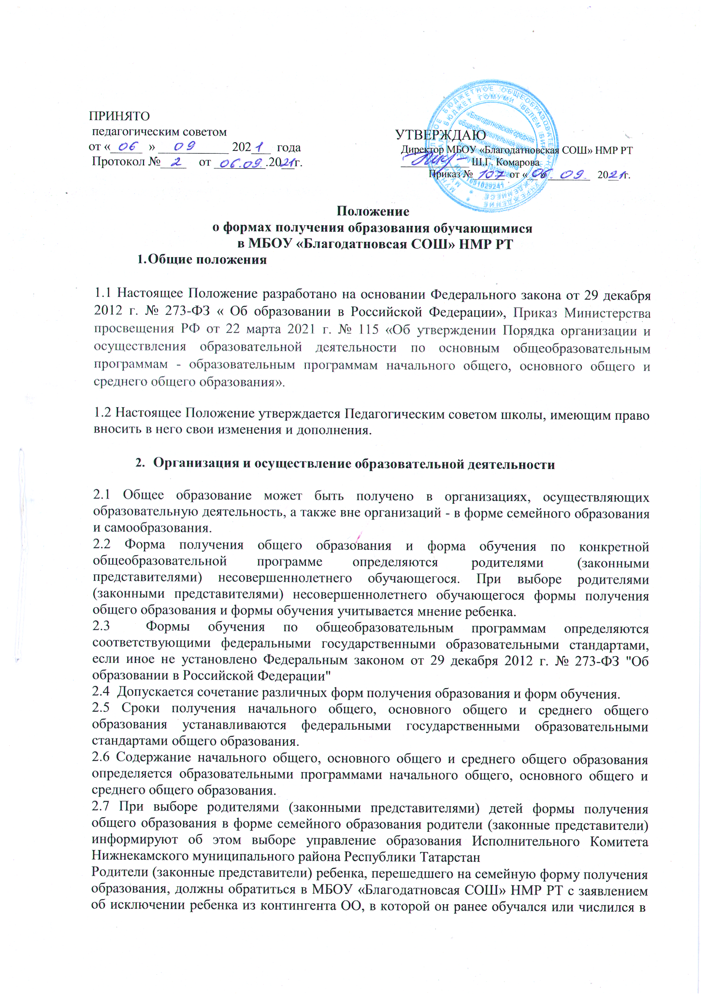 ПРИНЯТО
педагогическим советом
от «__06__» ____09____ 2021 года
Протокол № 2 от 06.09.2021г.
УТВЕРЖДАЮ
Директор МБОУ «Благодатновская СОШ» НМР РТ
Ш.Г. Комарова
Приказ № 107 от «06» 09. 2021г.
МУНИЦИПАЛЬНОЕ БЮДЖЕТНОЕ ОБЩЕОБРАЗОВАТЕЛЬНОЕ УЧРЕЖДЕНИЕ
БЮДЖЕТ ГОМУМИ БЕЛЕМ БИРҮ УЧРЕЖДЕНИЕСЕ
«Благодатновская средняя
общеобразовательная школа»
Нижнекамского
муниципального района
Республики Татарстан
ИНН 1651029241
Положение
о формах получения образования обучающимися
в МБОУ «Благодатновсая СОШ» НМР РТ
1.Общие положения
1.1 Настоящее Положение разработано на основании Федерального закона от 29 декабря
2012 г. № 273-ФЗ « Об образовании в Российской Федерации», Приказ Министерства
просвещения РФ от 22 марта 2021 г. № 115 «Об утверждении Порядка организации и
осуществления образовательной деятельности по основным общеобразовательным
программам - образовательным программам начального общего, основного общего и
среднего общего образования».
1.2 Настоящее Положение утверждается Педагогическим советом школы, имеющим право
вносить в него свои изменения и дополнения.
2. Организация и осуществление образовательной деятельности
2.1 Общее образование может быть получено в организациях, осуществляющих
образовательную деятельность, а также вне организаций - в форме семейного образования
и самообразования.
2.2 Форма получения общего образования и форма обучения по конкретной
общеобразовательной программе определяются родителями (законными
представителями) несовершеннолетнего обучающегося. При выборе родителями
(законными представителями) несовершеннолетнего обучающегося формы получения
общего образования и формы обучения учитывается мнение ребенка.
2.3 Формы обучения по общеобразовательным программам определяются
соответствующими федеральными государственными образовательными стандартами,
если иное не установлено Федеральным законом от 29 декабря 2012 г. № 273-ФЗ "Об
образовании в Российской Федерации"
2.4 Допускается сочетание различных форм получения образования и форм обучения.
2.5 Сроки получения начального общего, основного общего и среднего общего
образования устанавливаются федеральными государственными образовательными
стандартами общего образования.
2.6 Содержание начального общего, основного общего и среднего общего образования
определяется образовательными программами начального общего, основного общего и
среднего общего образования.
2.7 При выборе родителями (законными представителями) детей формы получения
общего образования в форме семейного образования родители (законные представители)
информируют об этом выборе управление образования Исполнительного Комитета
Нижнекамского муниципального района Республики Татарстан
Родители (законные представители) ребенка, перешедшего на семейную форму получения
образования, должны обратиться в МБОУ «Благодатновсая СОШ» НМР РТ с заявлением
об исключении ребенка из контингента ОО, в которой он ранее обучался или числился в